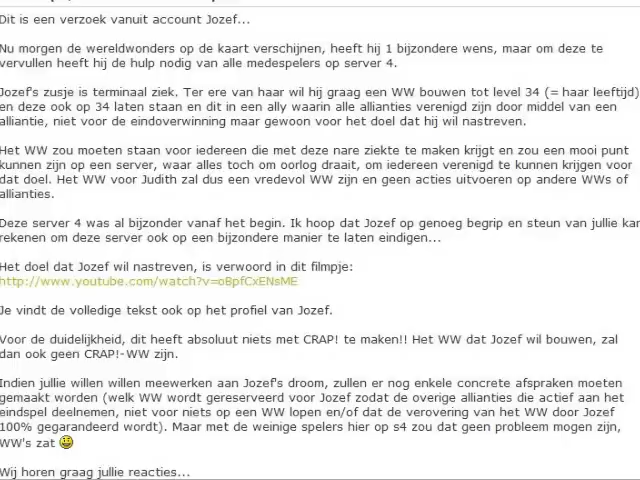 Dit is een verzoek vanuit account Jozef...
Nu morgen de wereldwonders op de kaart verschijnen, heeft hij 1 bijzondere wens, maar om deze te
vervullen heeft hij de hulp nodig van alle medespelers op server 4.
Jozef's zusje is terminaal ziek. Ter ere van haar wil hij graag een WW bouwen tot level 34 (= haar leeftijd)
en deze ook op 34 laten staan en dit in een ally waarin alle allianties verenigd zijn door middel van een
alliantie, niet voor de eindoverwinning maar gewoon voor het doel dat hij wil nastreven.
Het WW zou moeten staan voor iedereen die met deze nare ziekte te maken krijgt en zou een mooi punt
kunnen zijn op een server, waar alles toch om oorlog draait, om iedereen verenigd te kunnen krijgen voor
dat doel. Het WW voor Judith zal dus een vredevol WW zijn en geen acties uitvoeren op andere WWs of
allianties.
Deze server 4 was al bijzonder vanaf het begin. Ik hoop dat Jozef op genoeg begrip en steun van jullie kan
rekenen om deze server ook op een bijzondere manier te laten eindigen...
Het doel dat Jozef wil nastreven, is verwoord in dit filmpje:
http://www.youtube.com/watch?v=oBpfCxENsME
Je vindt de volledige tekst ook op het profiel van Jozef.
Voor de duidelijkheid, dit heeft absoluut niets met CRAP! te maken!! Het WW dat Jozef wil bouwen, zal
dan ook geen CRAP!-WW zijn.
Indien jullie willen willen meewerken aan Jozef's droom, zullen er nog enkele concrete afspraken moeten
gemaakt worden (welk WW wordt gereserveerd voor Jozef zodat de overige allianties die actief aan het
eindspel deelnemen, niet voor niets op een WW lopen en/of dat de verovering van het WW door Jozef
100% gegarandeerd wordt). Maar met de weinige spelers hier op s4 zou dat geen probleem mogen zijn,
WW's zat
Wij horen graag jullie reacties...